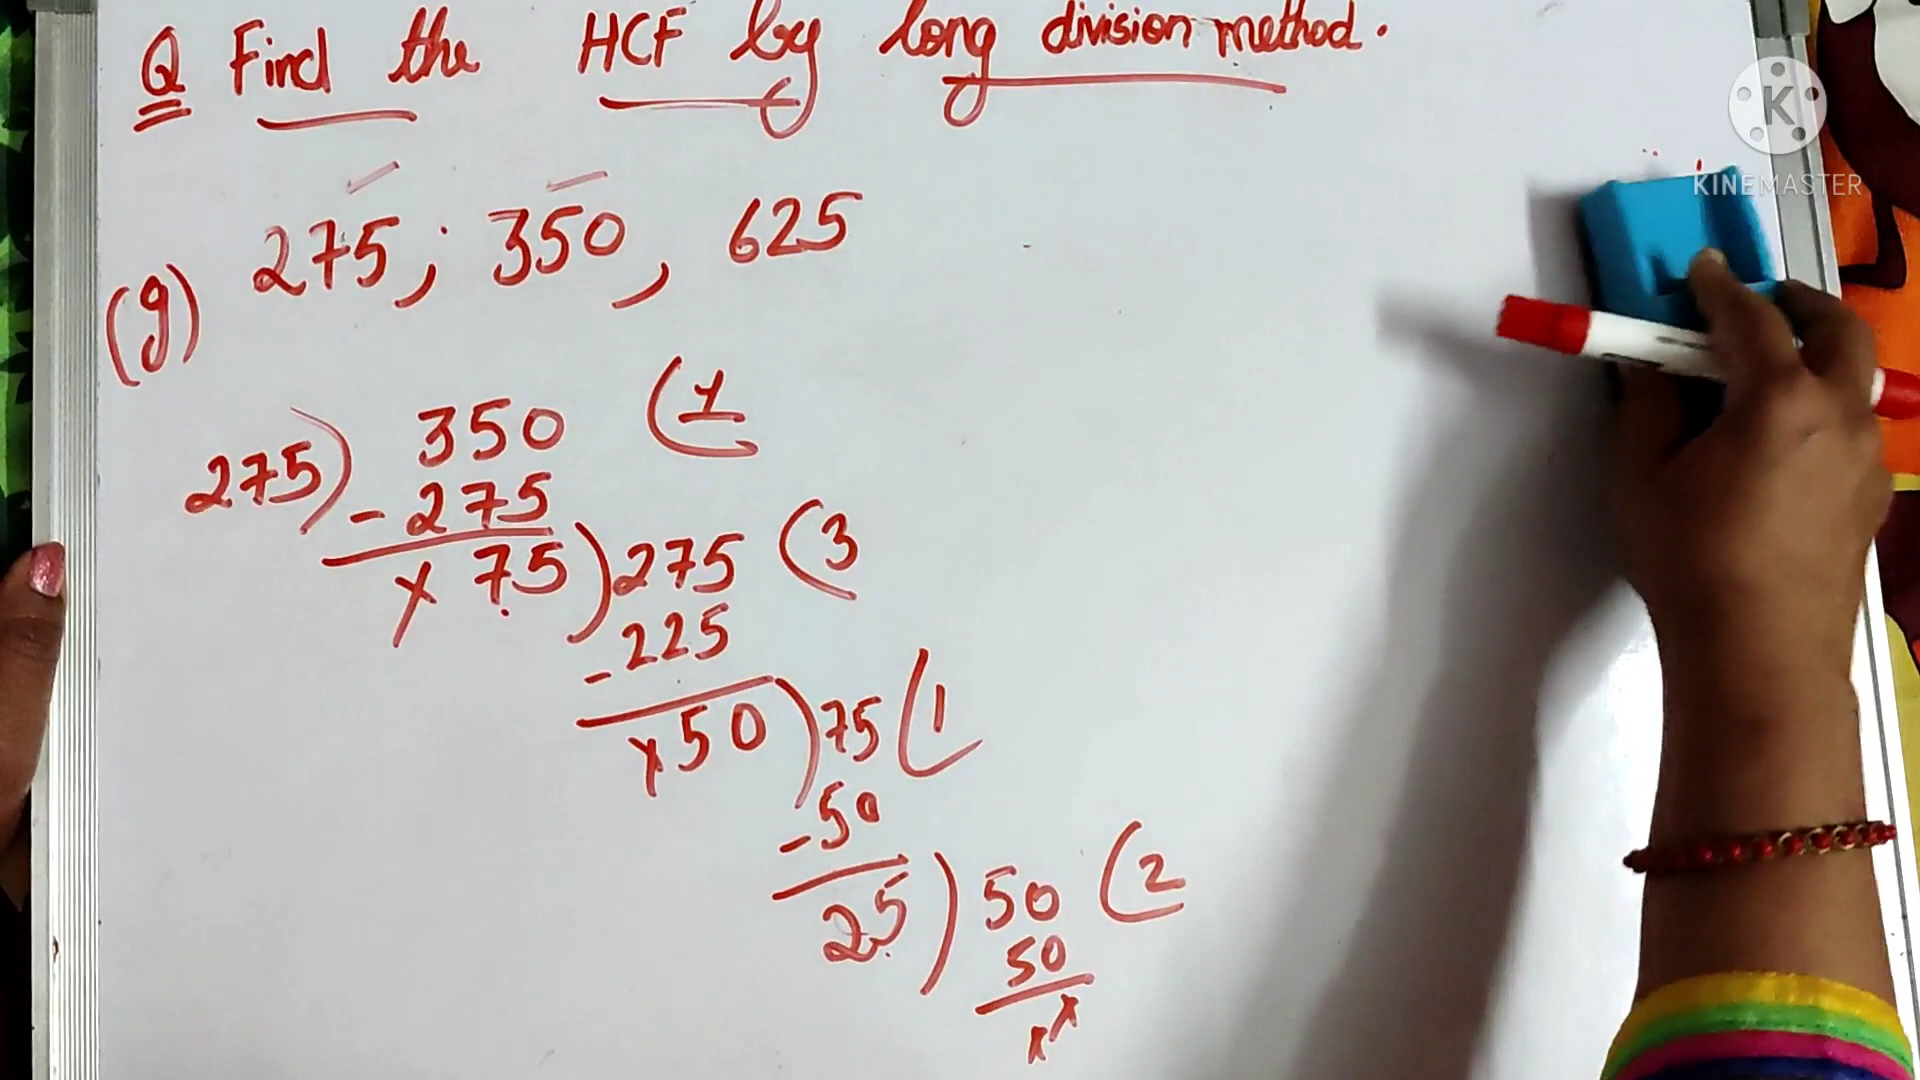 Q Find the HCF by long division method.
K
KINEMASTER
(g) 275, 350, 625
275) 350 (1
- 275
x 75) 275 (3
- 225
x 50) 75 (1
- 50
25) 50 (2
50
x x